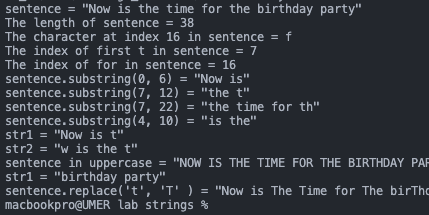 sentence = "Now is the time for the birthday party"
The length of sentence = 38
The character at index 16 in sentence = f
The index of first t in sentence = 7
The index of for in sentence = 16
sentence.substring(0, 6) = "Now is"
sentence.substring(7, 12) = "the t"
sentence.substring(7, 22) = "the time for th"
sentence.substring(4, 10) = "is the"
str1 = "Now is t"
str2 = "w is the t"
sentence in uppercase = "NOW IS THE TIME FOR THE BIRTHDAY PAR
str1 = "birthday party"
sentence.replace('t', 'T' ) = "Now is The Time for The birTh
macbookpro@UMER lab strings %